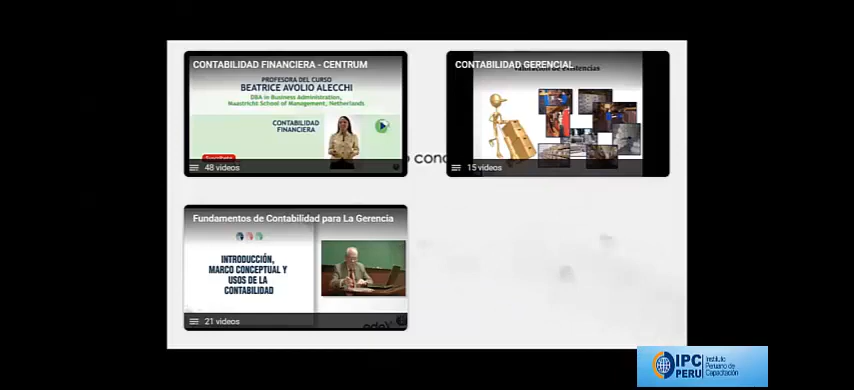 CONTABILIDAD FINANCIERA - CENTRUM
PROFESORA DEL CURSO
BEATRICE AVOLIO ALECCHI
DBA in Business Administration,
Maastricht School of Management, Netherlands
CONTABILIDAD
FINANCIERA
48 videos
CONTABILIDAD GERENCIAL
15 videos
Fundamentos de Contabilidad para La Gerencia
INTRODUCCIÓN,
MARCO CONCEPTUAL Y
USOS DE LA
CONTABILIDAD
21 videos
IPC
PERU
Instituto
Peruano de
Capacitación